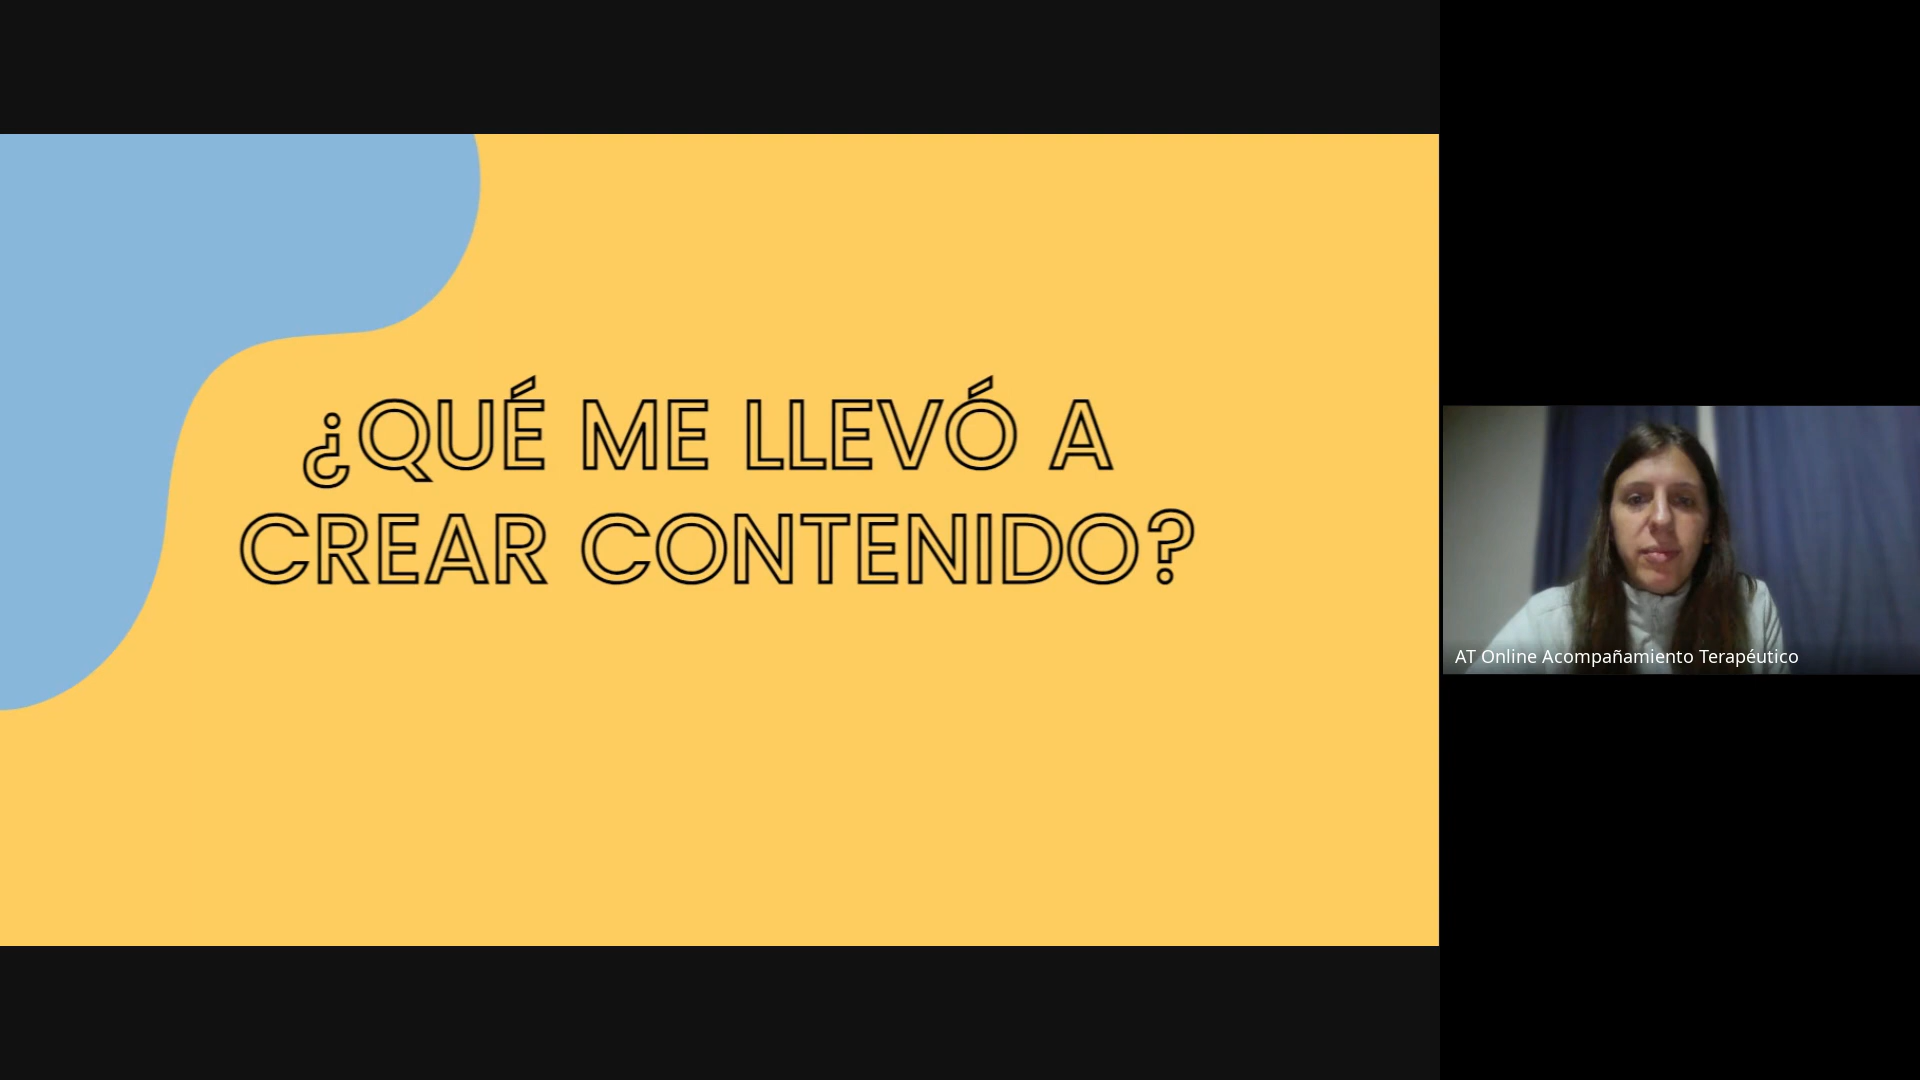 ¿QUÉ ME LLEVÓ A
CREAR CONTENIDO?
AT Online Acompañamiento Terapéutico